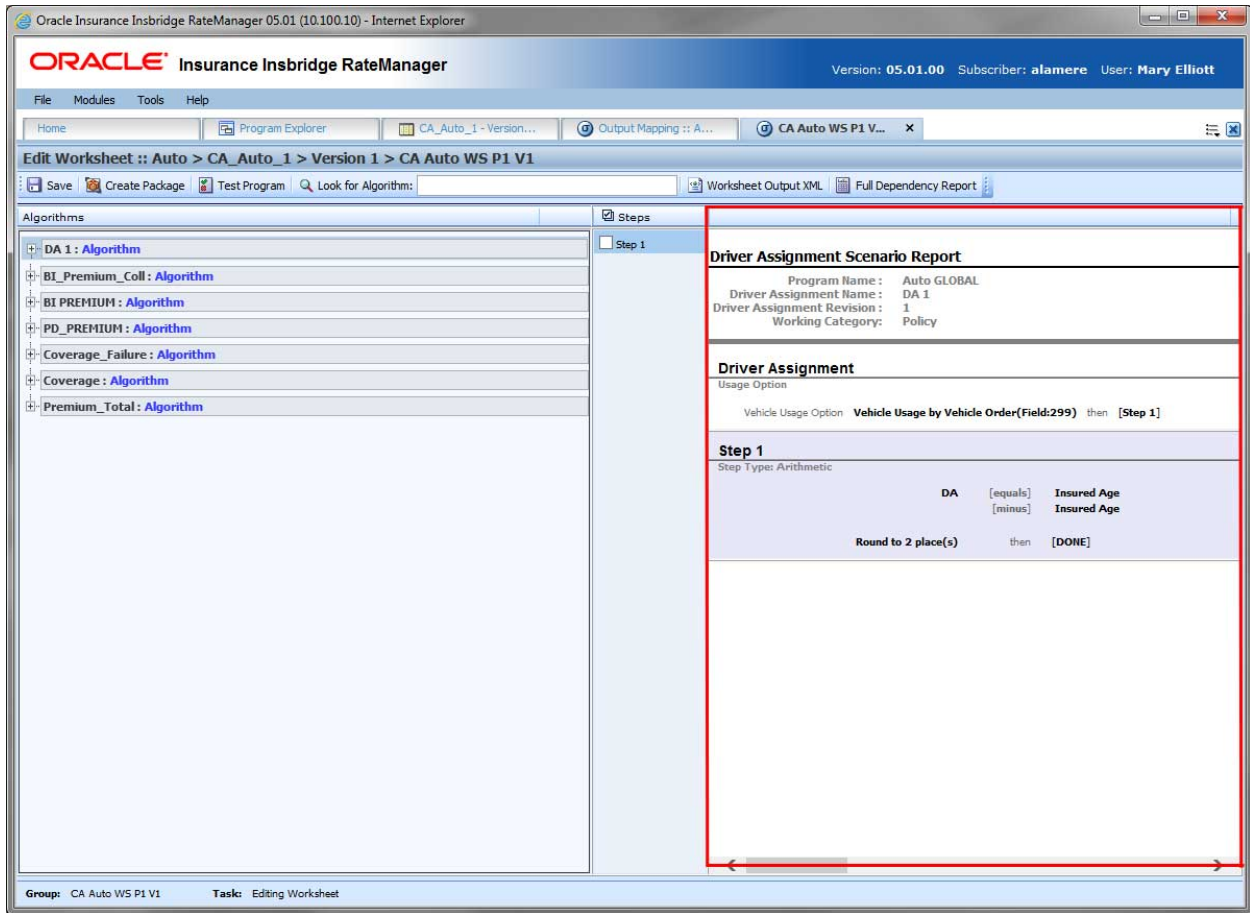 Oracle Insurance Insbridge RateManager 05.01 (10.100.10) - Internet Explorer
ORACLE® Insurance Insbridge RateManager
Version: 05.01.00 Subscriber: alamere User: Mary Elliott
File Modules Tools Help
Home Program Explorer CA_Auto_1 - Version... Output Mapping :: A... CA Auto WS P1 V... x
Edit Worksheet :: Auto > CA_Auto_1 > Version 1 > CA Auto WS P1 V1
Save Create Package Test Program Look for Algorithm: Worksheet Output XML Full Dependency Report
Algorithms
DA 1 : Algorithm
BI_Premium_Coll : Algorithm
BI PREMIUM : Algorithm
PD_PREMIUM : Algorithm
Coverage_Failure : Algorithm
Coverage : Algorithm
Premium_Total : Algorithm
Steps
Step 1
Driver Assignment Scenario Report
Program Name : Auto GLOBAL
Driver Assignment Name : DA 1
Driver Assignment Revision : 1
Working Category: Policy
Driver Assignment
Usage Option
Vehicle Usage Option Vehicle Usage by Vehicle Order(Field:299) then [Step 1]
Step 1
Step Type: Arithmetic
DA [equals] Insured Age
[minus] Insured Age
Round to 2 place(s) then [DONE]
Group: CA Auto WS P1 V1 Task: Editing Worksheet